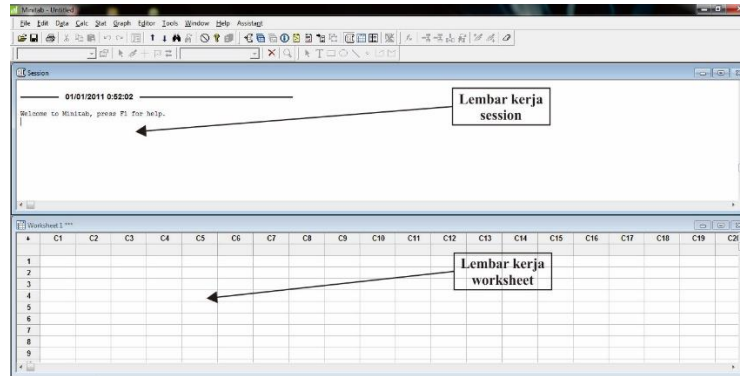 Minitab - Untitled
File Edit Data Calc Stat Graph Editor Tools Window Help Assistant
Session
01/01/2011 0:52:02
Welcome to Minitab, press F1 for help.
Lembar kerja
session
Worksheet 1 ***
C1 C2 C3 C4 C5 C6 C7 C8 C9 C10 C11 C12 C13 C14 C15 C16 C17 C18 C19
1
2
3
4
5
6
7
8
9
Lembar kerja
worksheet